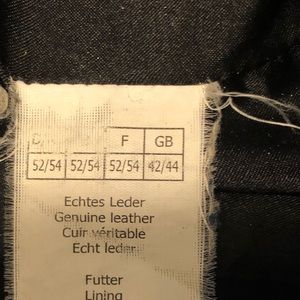 D F GB
52/54 52/54 52/54 42/44
Echtes Leder
Genuine leather
Cuir véritable
Echt leder
Futter
Lining